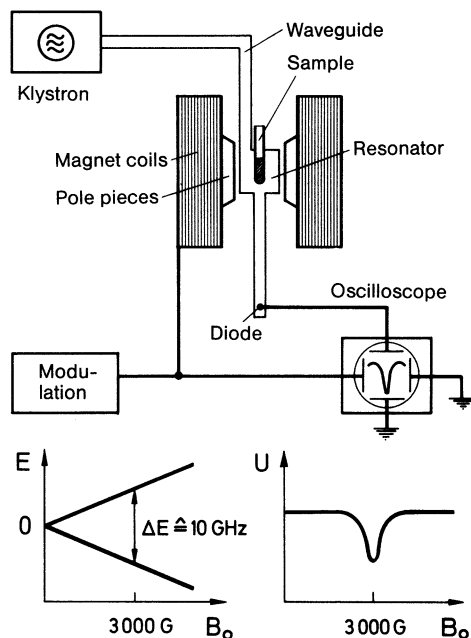 Waveguide
Sample
Klystron
Magnet coils
Resonator
Pole pieces
Oscilloscope
Diode
Modu-
lation
E
0
ΔE ≙ 10 GHz
3000 G
B₀
U
3000 G
B₀